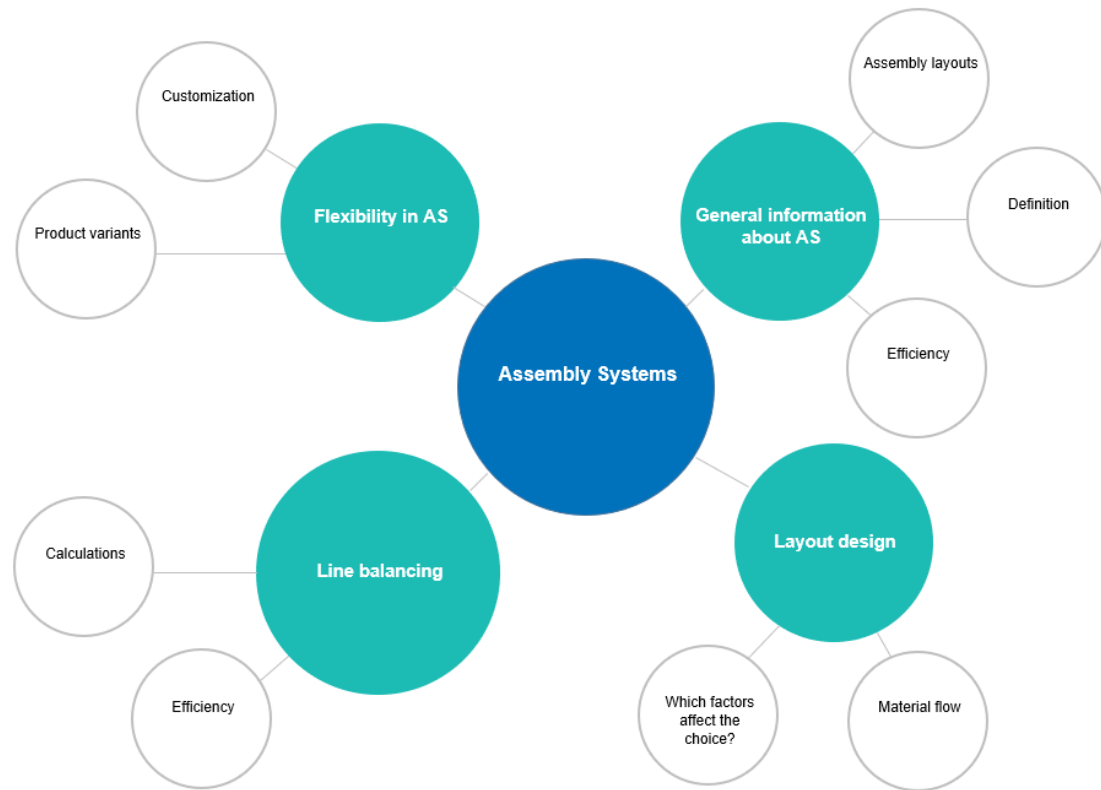 Assembly layouts
Customization
Definition
Flexibility in AS
General information
about AS
Product variants
Efficiency
Assembly Systems
Layout design
Calculations
Line balancing
Which factors
affect the
choice?
Material flow
Efficiency